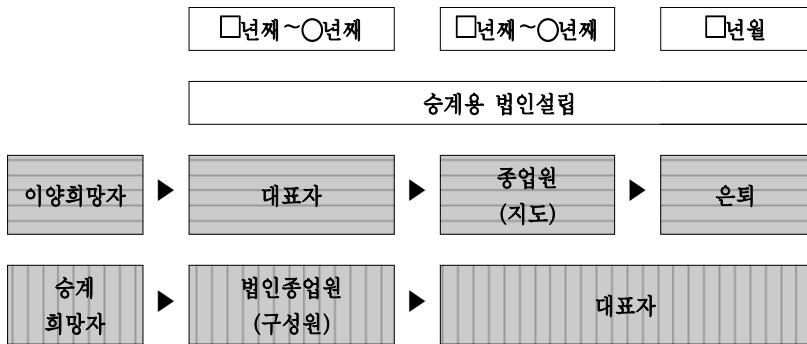 □년째~○년째 □년째~○년째 □년월
승계용 법인설립
이양희망자 ▶ 대표자 ▶ 종업원 (지도) ▶ 은퇴
승계 희망자 ▶ 법인종업원 (구성원) ▶ 대표자